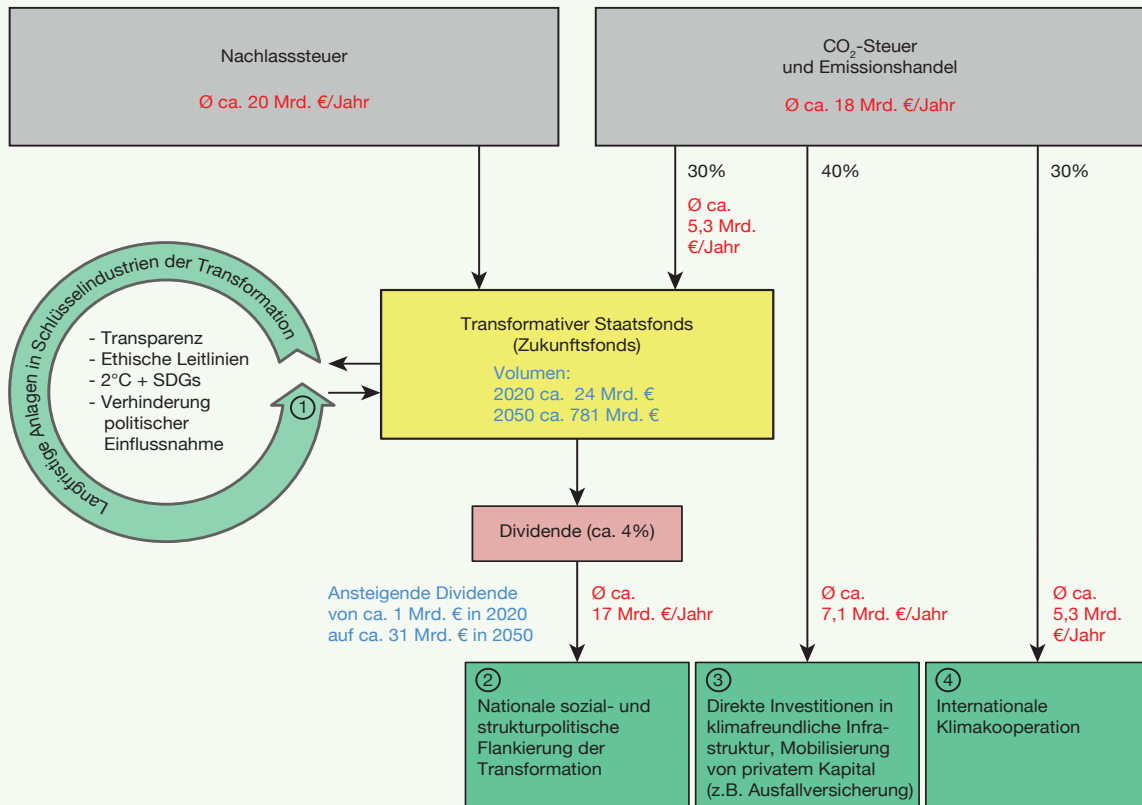 Nachlasssteuer
Ø ca. 20 Mrd. €/Jahr
CO₂-Steuer
und Emissionshandel
Ø ca. 18 Mrd. €/Jahr
30%
40%
30%
Ø ca.
5,3 Mrd.
€/Jahr
Langfristige Anlagen in Schlüsselindustrien der Transformation
- Transparenz
- Ethische Leitlinien
- 2°C + SDGs
- Verhinderung
politischer
Einflussnahme
1
Transformativer Staatsfonds
(Zukunftsfonds)
Volumen:
2020 ca. 24 Mrd. €
2050 ca. 781 Mrd. €
Dividende (ca. 4%)
Ansteigende Dividende
von ca. 1 Mrd. € in 2020
auf ca. 31 Mrd. € in 2050
Ø ca.
17 Mrd. €/Jahr
Ø ca.
7,1 Mrd. €/Jahr
Ø ca.
5,3 Mrd.
€/Jahr
2
Nationale sozial- und
strukturpolitische
Flankierung der
Transformation
3
Direkte Investitionen in
klimafreundliche Infra-
struktur, Mobilisierung
von privatem Kapital
(z.B. Ausfallversicherung)
4
Internationale
Klimakooperation